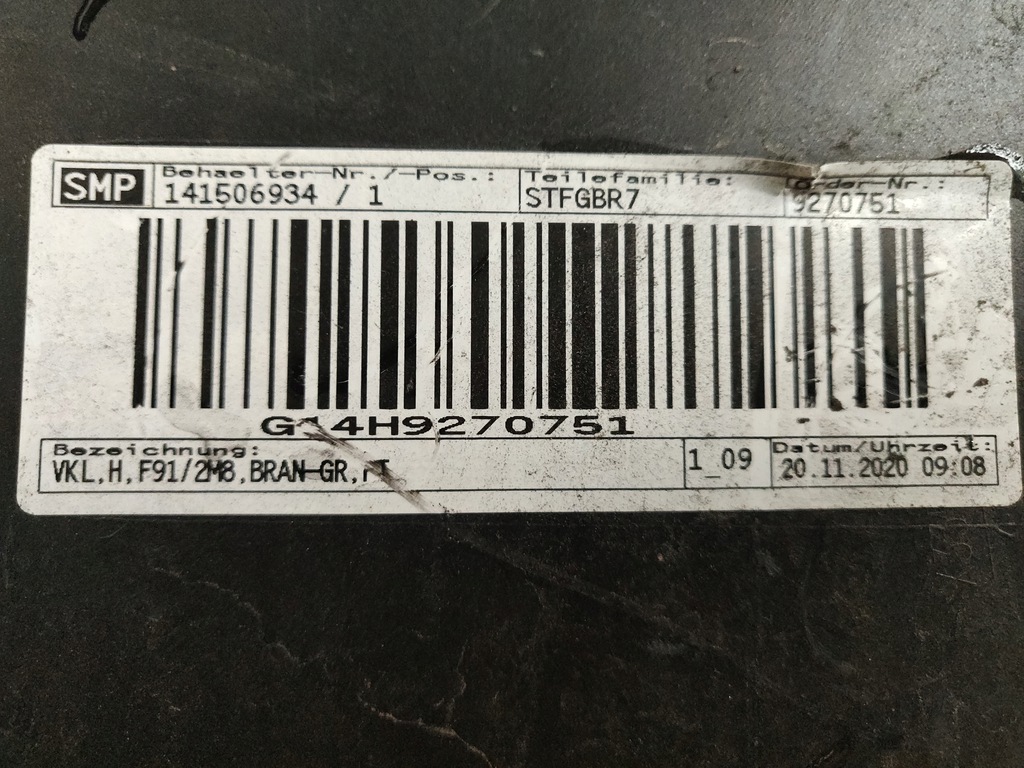 SMP
Behaelter-Nr./-Pos.:
141506934 / 1
Teilefamilie:
STFGBR7
Order-Nr.:
9270751
G14H9270751
Bezeichnung:
VKL,H,F91/2M8,BRAN-GR,
1_09
Datum/Uhrzeit:
20.11.2020 09:08